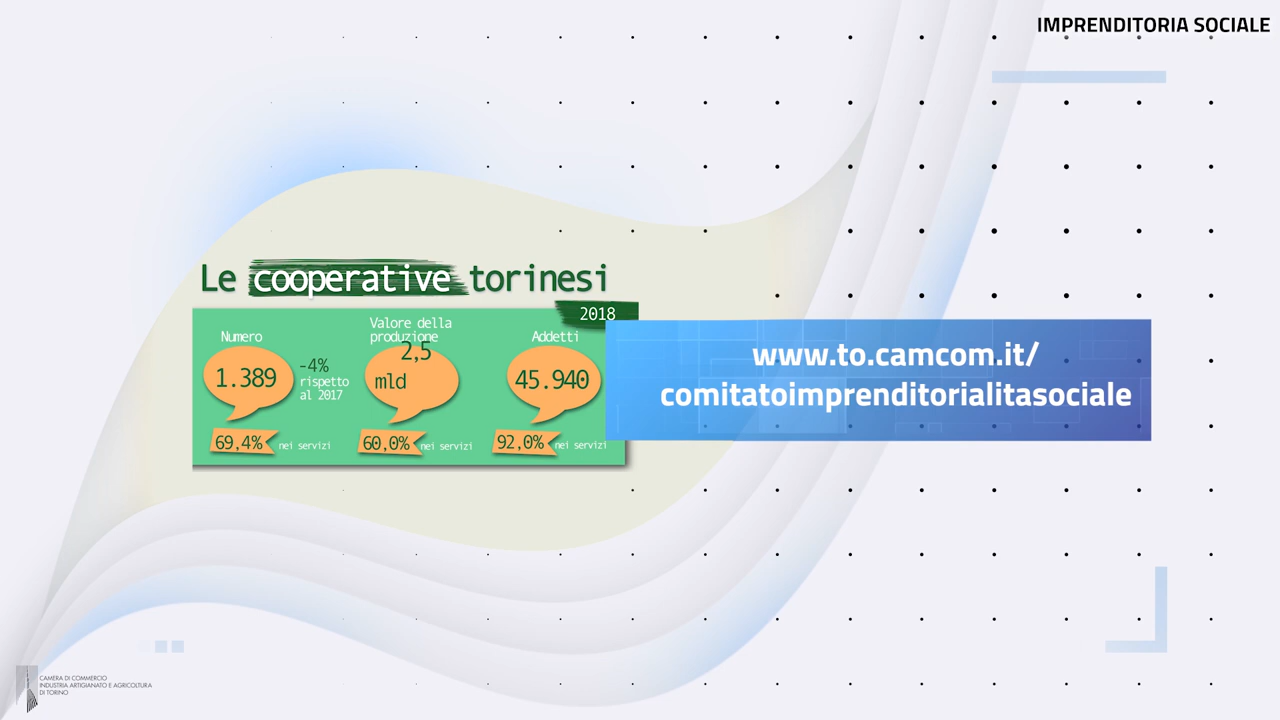 IMPRENDITORIA SOCIALE
Le cooperative torinesi
2018
Numero
1.389
-4%
rispetto
al 2017
69,4% nei servizi
Valore della
produzione
2,5
mld
60,0% nei servizi
Addetti
45.940
92,0% nei servizi
www.to.camcom.it/
comitatoimprenditorialitasociale
CAMERA DI COMMERCIO
INDUSTRIA ARTIGIANATO E AGRICOLTURA
DI TORINO